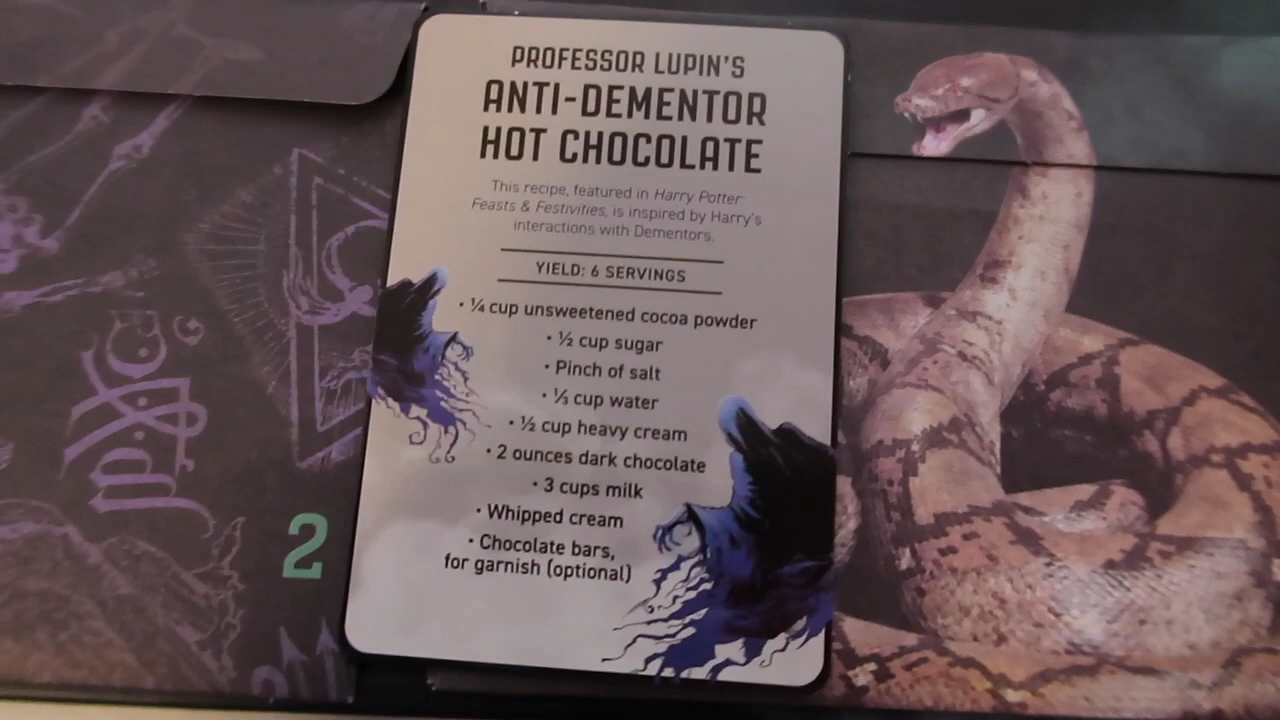 PROFESSOR LUPIN'S
ANTI-DEMENTOR
HOT CHOCOLATE
This recipe, featured in Harry Potter:
Feasts & Festivities, is inspired by Harry's
interactions with Dementors.
YIELD: 6 SERVINGS
• ¼ cup unsweetened cocoa powder
• ½ cup sugar
• Pinch of salt
• ⅓ cup water
• ½ cup heavy cream
• 2 ounces dark chocolate
• 3 cups milk
• Whipped cream
• Chocolate bars,
for garnish (optional)
2